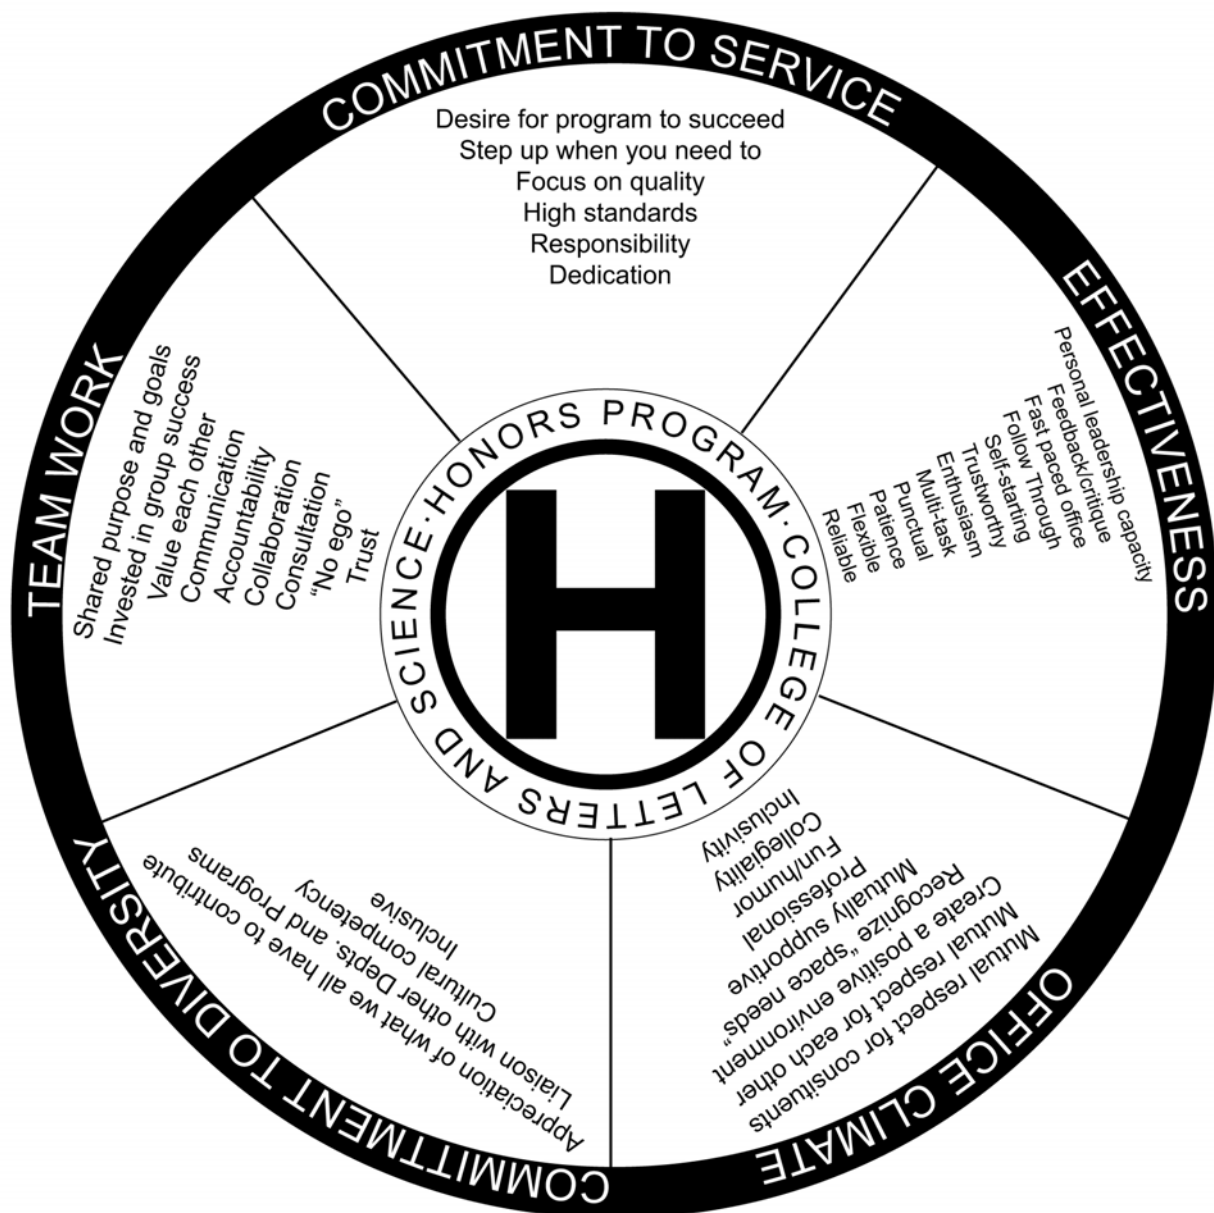 COMMITMENT TO SERVICE
Desire for program to succeed
Step up when you need to
Focus on quality
High standards
Responsibility
Dedication
EFFECTIVENESS
Personal leadership capacity
Feedback/critique
Fast paced office
Follow Through
Self-starting
Trustworthy
Enthusiasm
Multi-task
Punctual
Patience
Flexible
Reliable
OFFICE CLIMATE
Mutual respect for constituents
Mutual respect for each other
Create a positive environment
Recognize “space needs”
Mutually supportive
Professional
Fun/humor
Collegiality
Inclusivity
COMMITTMENT TO DIVERSITY
Appreciation of what we all have to contribute
Liaison with other Depts. and Programs
Cultural competency
Inclusive
TEAM WORK
Shared purpose and goals
Invested in group success
Value each other
Communication
Accountability
Collaboration
Consultation
“No ego”
Trust
HONORS PROGRAM · COLLEGE OF LETTERS AND SCIENCE ·
H